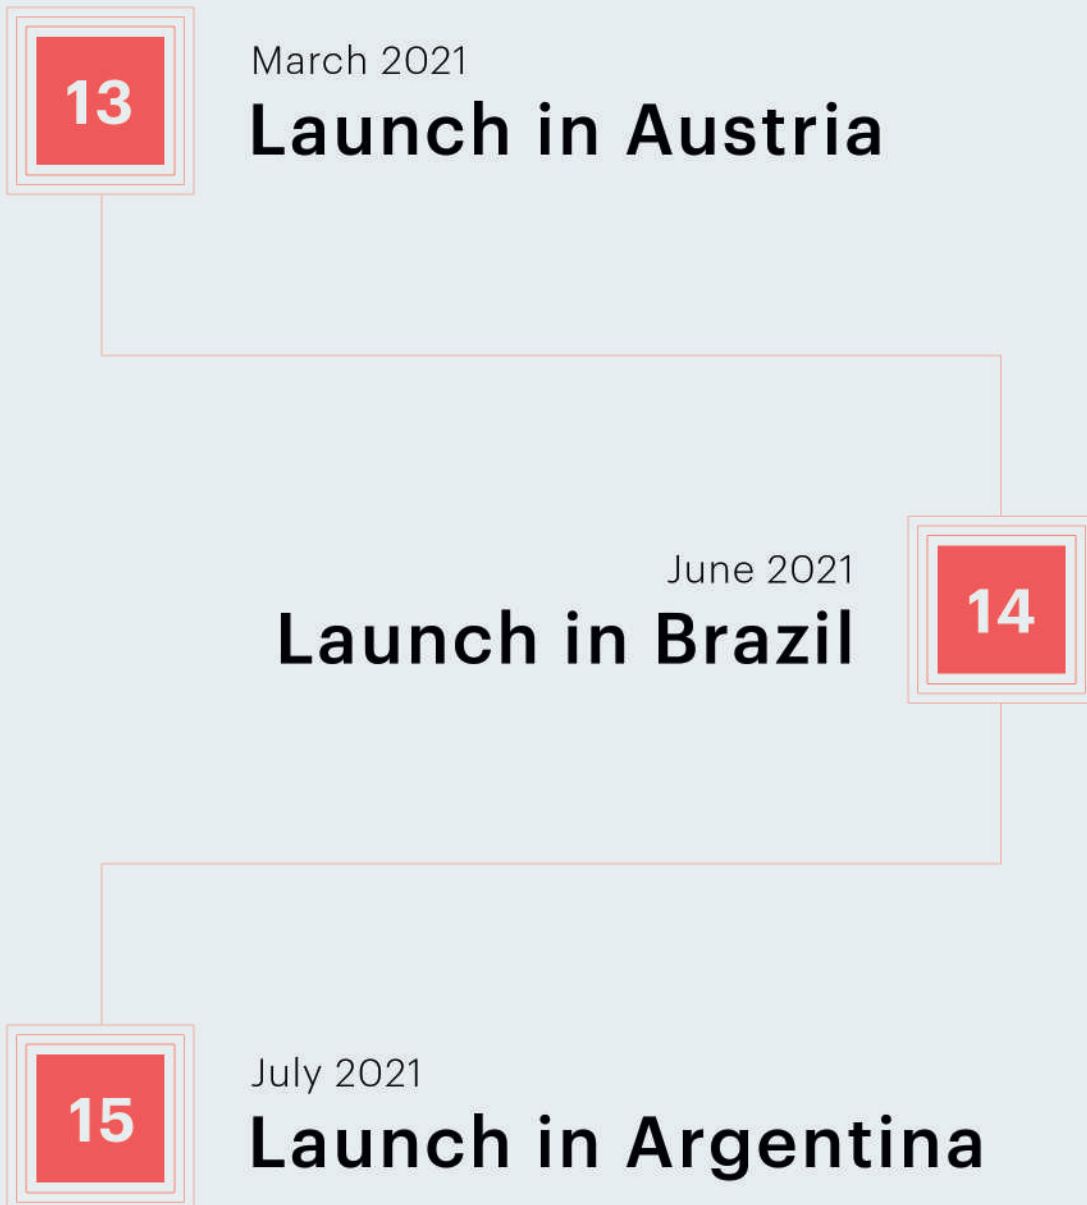 13
March 2021
Launch in Austria
June 2021
Launch in Brazil
14
15
July 2021
Launch in Argentina